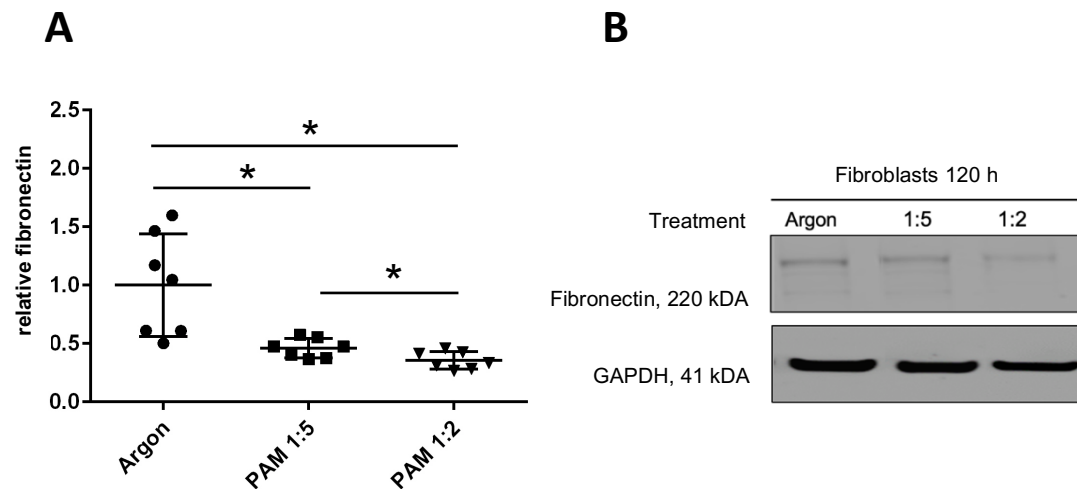 A
B
2.5
2.0
1.5
1.0
0.5
0.0
relative fibronectin
*
*
*
Argon
PAM 1:5
PAM 1:2
Fibroblasts 120 h
Treatment Argon 1:5 1:2
Fibronectin, 220 kDA
GAPDH, 41 kDA